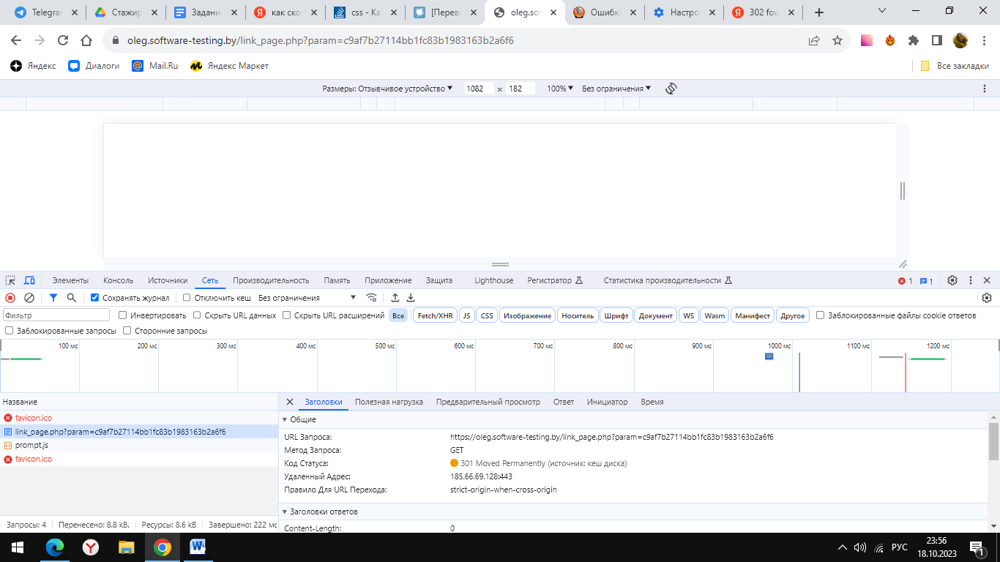 Telegram Стажир Задани как ско css - Ка [Перев oleg.sof Ошибка Настро 302 fou
oleg.software-testing.by/link_page.php?param=c9af7b27114bb1fc83b1983163b2a6f6
Яндекс Диалоги Mail.Ru Яндекс Маркет Все закладки
Размеры: Отзывчивое устройство 1082 × 182 100% Без ограничения
Элементы Консоль Источники Сеть Производительность Память Приложение Защита Lighthouse Регистратор Статистика производительности 1 1
Сохранять журнал Отключить кеш Без ограничения
Фильтр Инвертировать Скрыть URL данных Скрыть URL расширений Все Fetch/XHR JS CSS Изображение Носитель Шрифт Документ WS Wasm Манифест Другое Заблокированные файлы cookie ответов
Заблокированные запросы Сторонние запросы
100 мс 200 мс 300 мс 400 мс 500 мс 600 мс 700 мс 800 мс 900 мс 1000 мс 1100 мс 1200 мс
Название Заголовки Полезная нагрузка Предварительный просмотр Ответ Инициатор Время
favicon.ico
link_page.php?param=c9af7b27114bb1fc83b1983163b2a6f6
prompt.js
favicon.ico
Общие
URL Запроса: https://oleg.software-testing.by/link_page.php?param=c9af7b27114bb1fc83b1983163b2a6f6
Метод Запроса: GET
Код Статуса: 301 Moved Permanently (источник: кеш диска)
Удаленный Адрес: 185.66.69.128:443
Правило Для URL Перехода: strict-origin-when-cross-origin
Заголовки ответов
Content-Length: 0
Запросы: 4 Перенесено: 8.8 kB. Ресурсы: 8.6 kB Завершено: 222 мс
РУС 23:56
18.10.2023 1